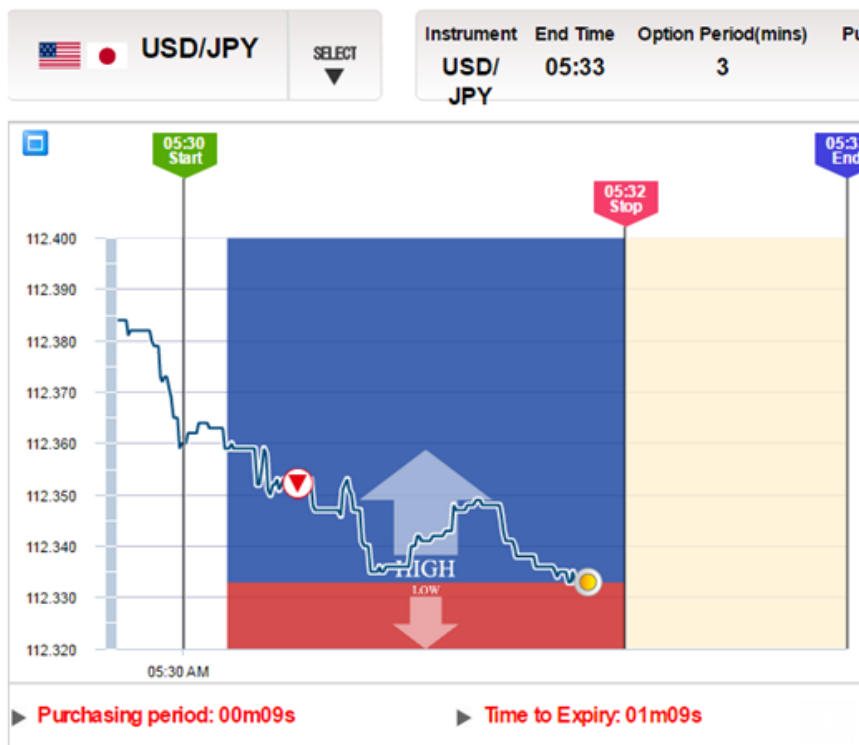 USD/JPY
SELECT
Instrument End Time Option Period(mins)
USD/ 05:33 3
JPY
05:30
Start
05:32
Stop
End
112.400
112.390
112.380
112.370
112.360
112.350
112.340
112.330
112.320
HIGH
LOW
05:30 AM
Purchasing period: 00m09s
Time to Expiry: 01m09s